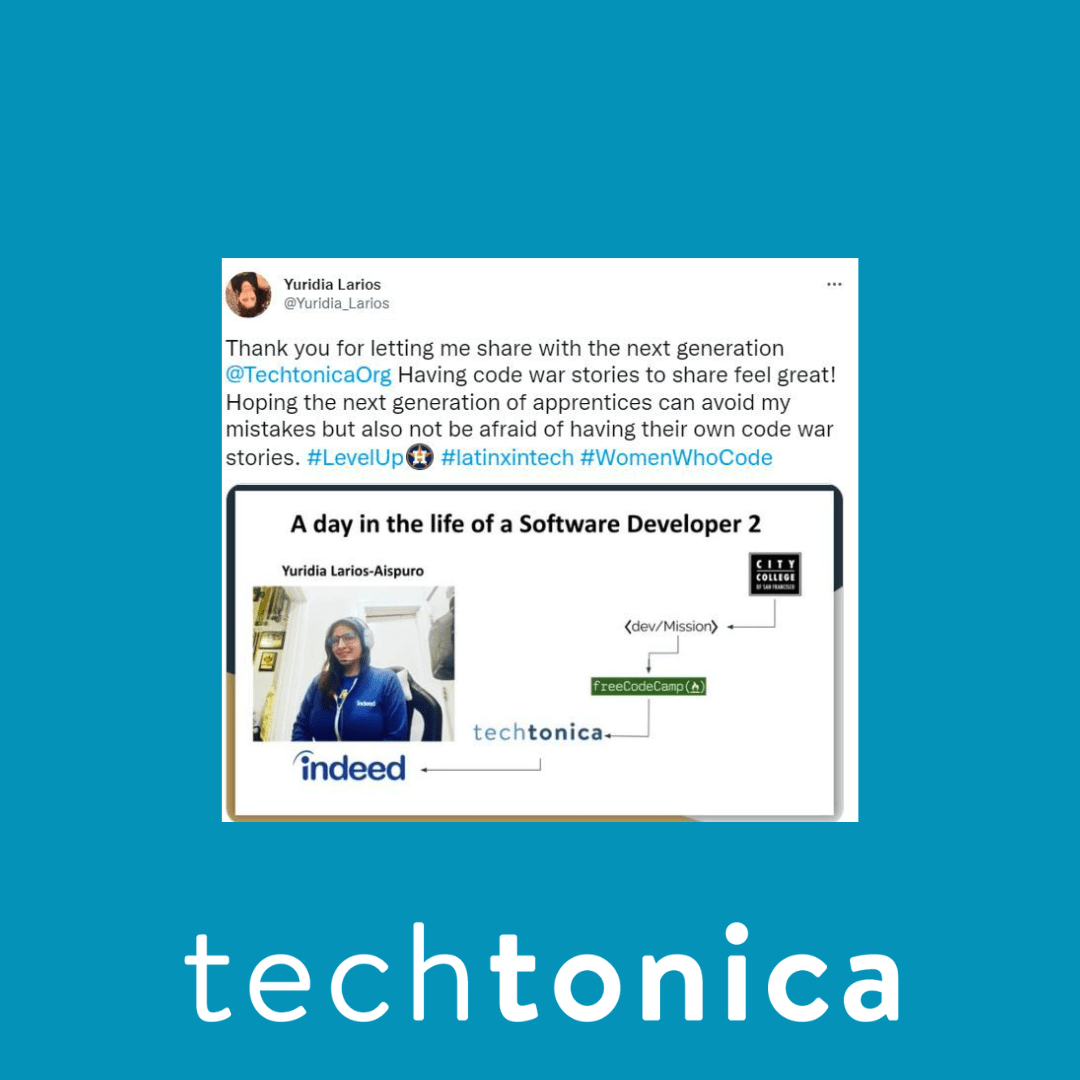 Yuridia Larios
@Yuridia_Larios
Thank you for letting me share with the next generation
@TechtonicaOrg Having code war stories to share feel great!
Hoping the next generation of apprentices can avoid my
mistakes but also not be afraid of having their own code war
stories. #LevelUp #latinxintech #WomenWhoCode
A day in the life of a Software Developer 2
Yuridia Larios-Aispuro
CITY
COLLEGE
OF SAN FRANCISCO
<dev/Mission>
freeCodeCamp(🔥)
indeed
techtonica
indeed
techtonica